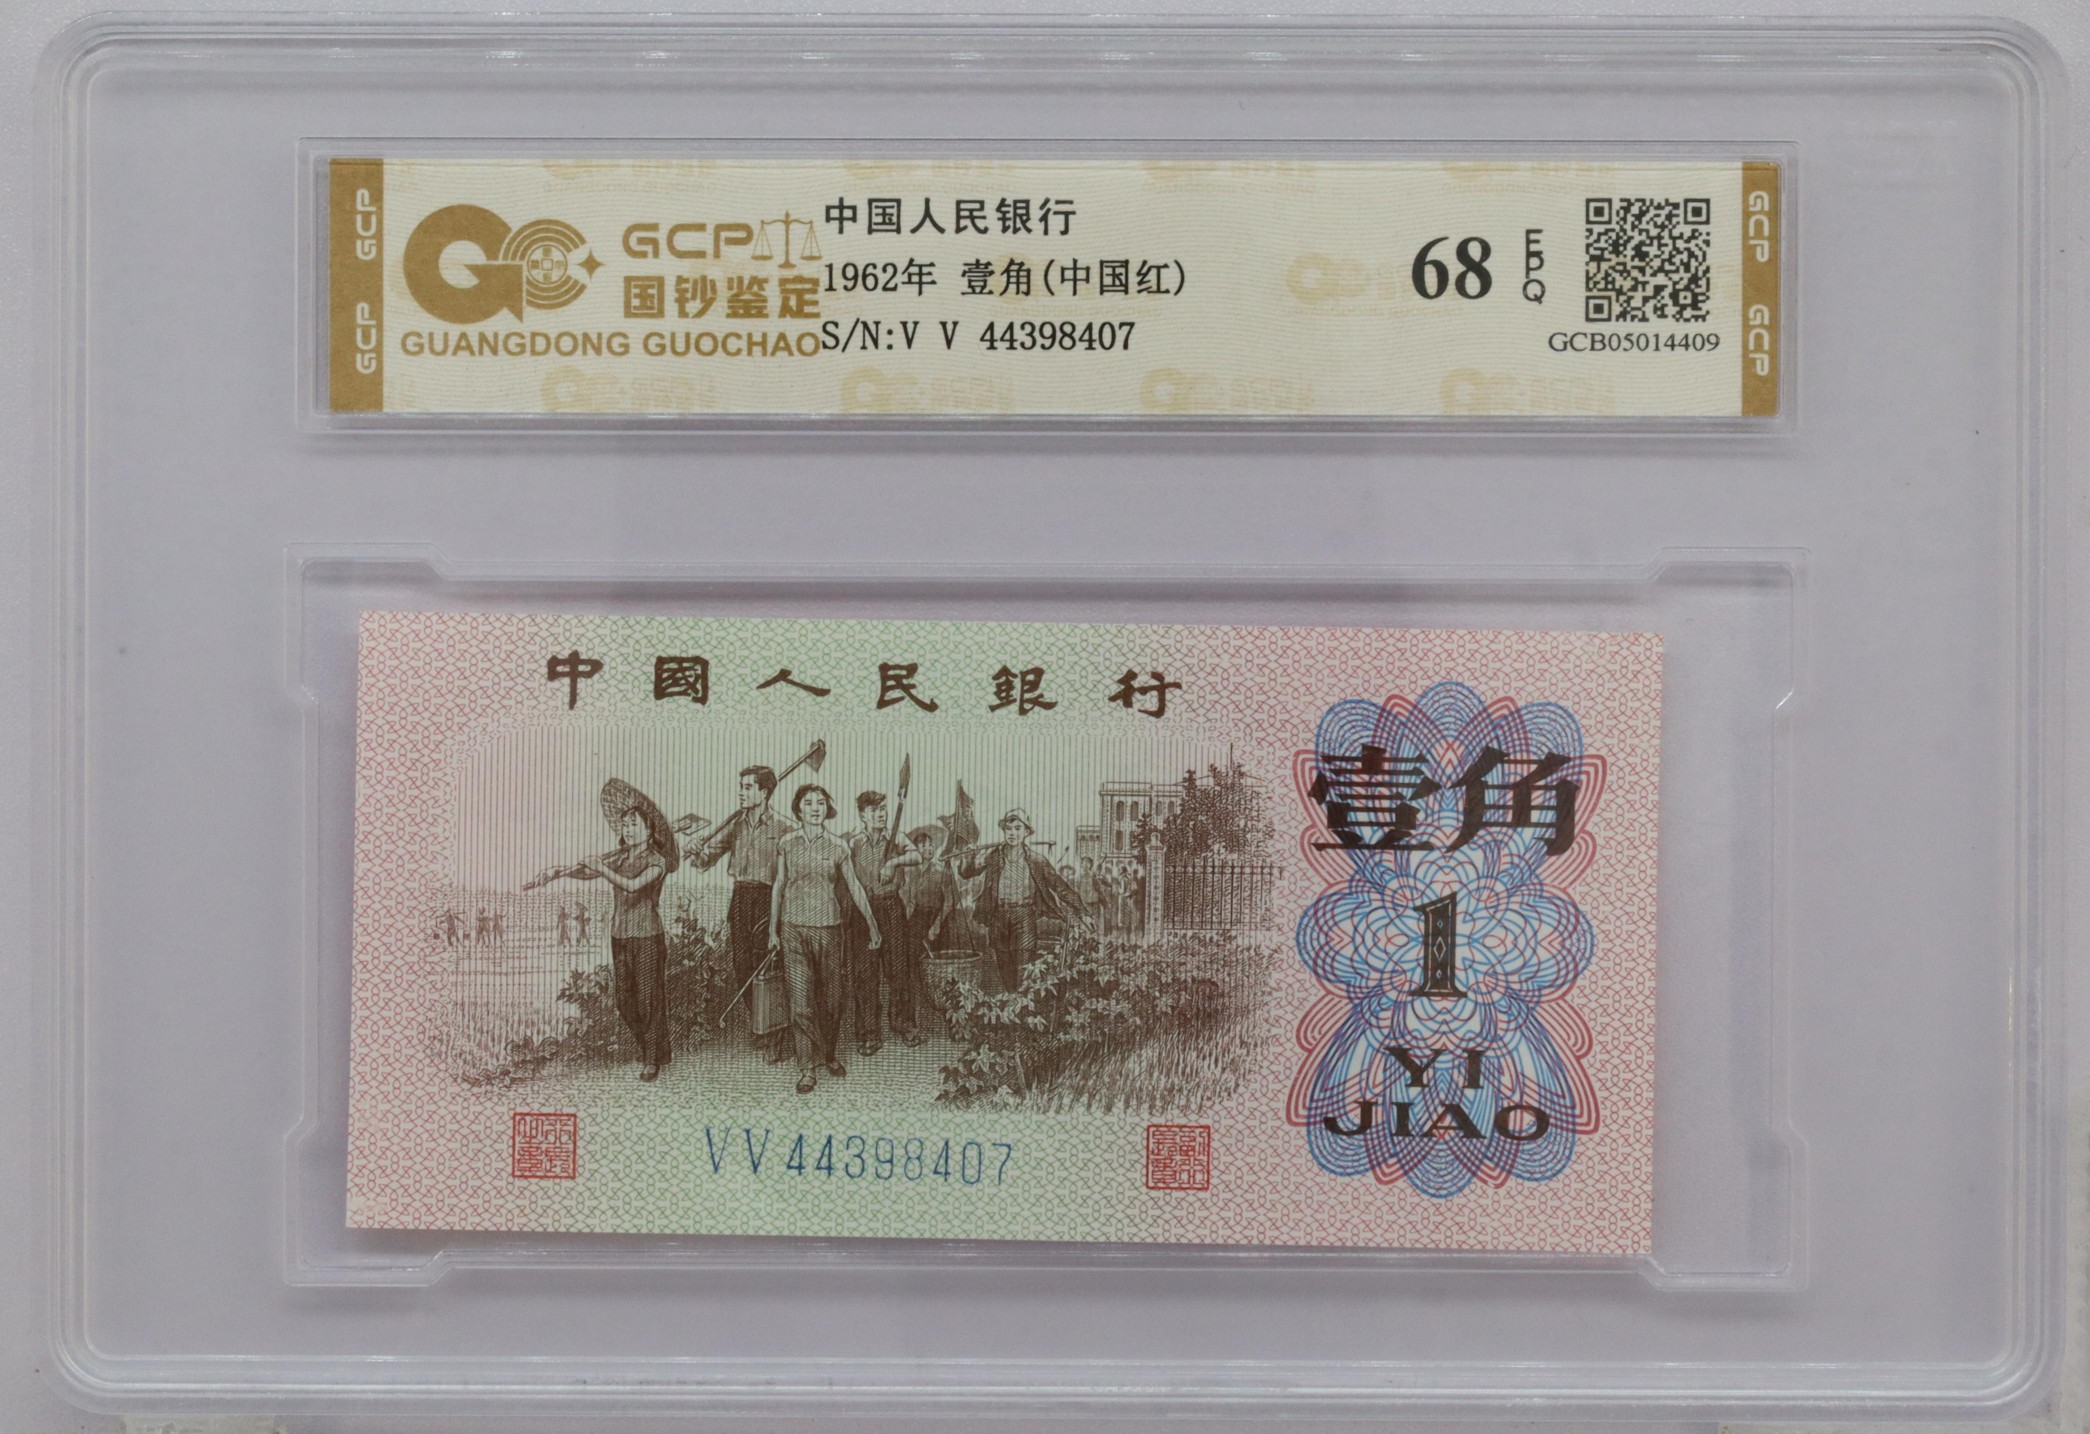 GCP
GCP
GCP
国钞鉴定
GUANGDONG GUOCHAO
中国人民银行
1962年 壹角(中国红)
S/N:V V 44398407
68
EPQ
GCB05014409
GCP
GCP
中國人民銀行
壹角
1
YI
JIAO
VV44398407